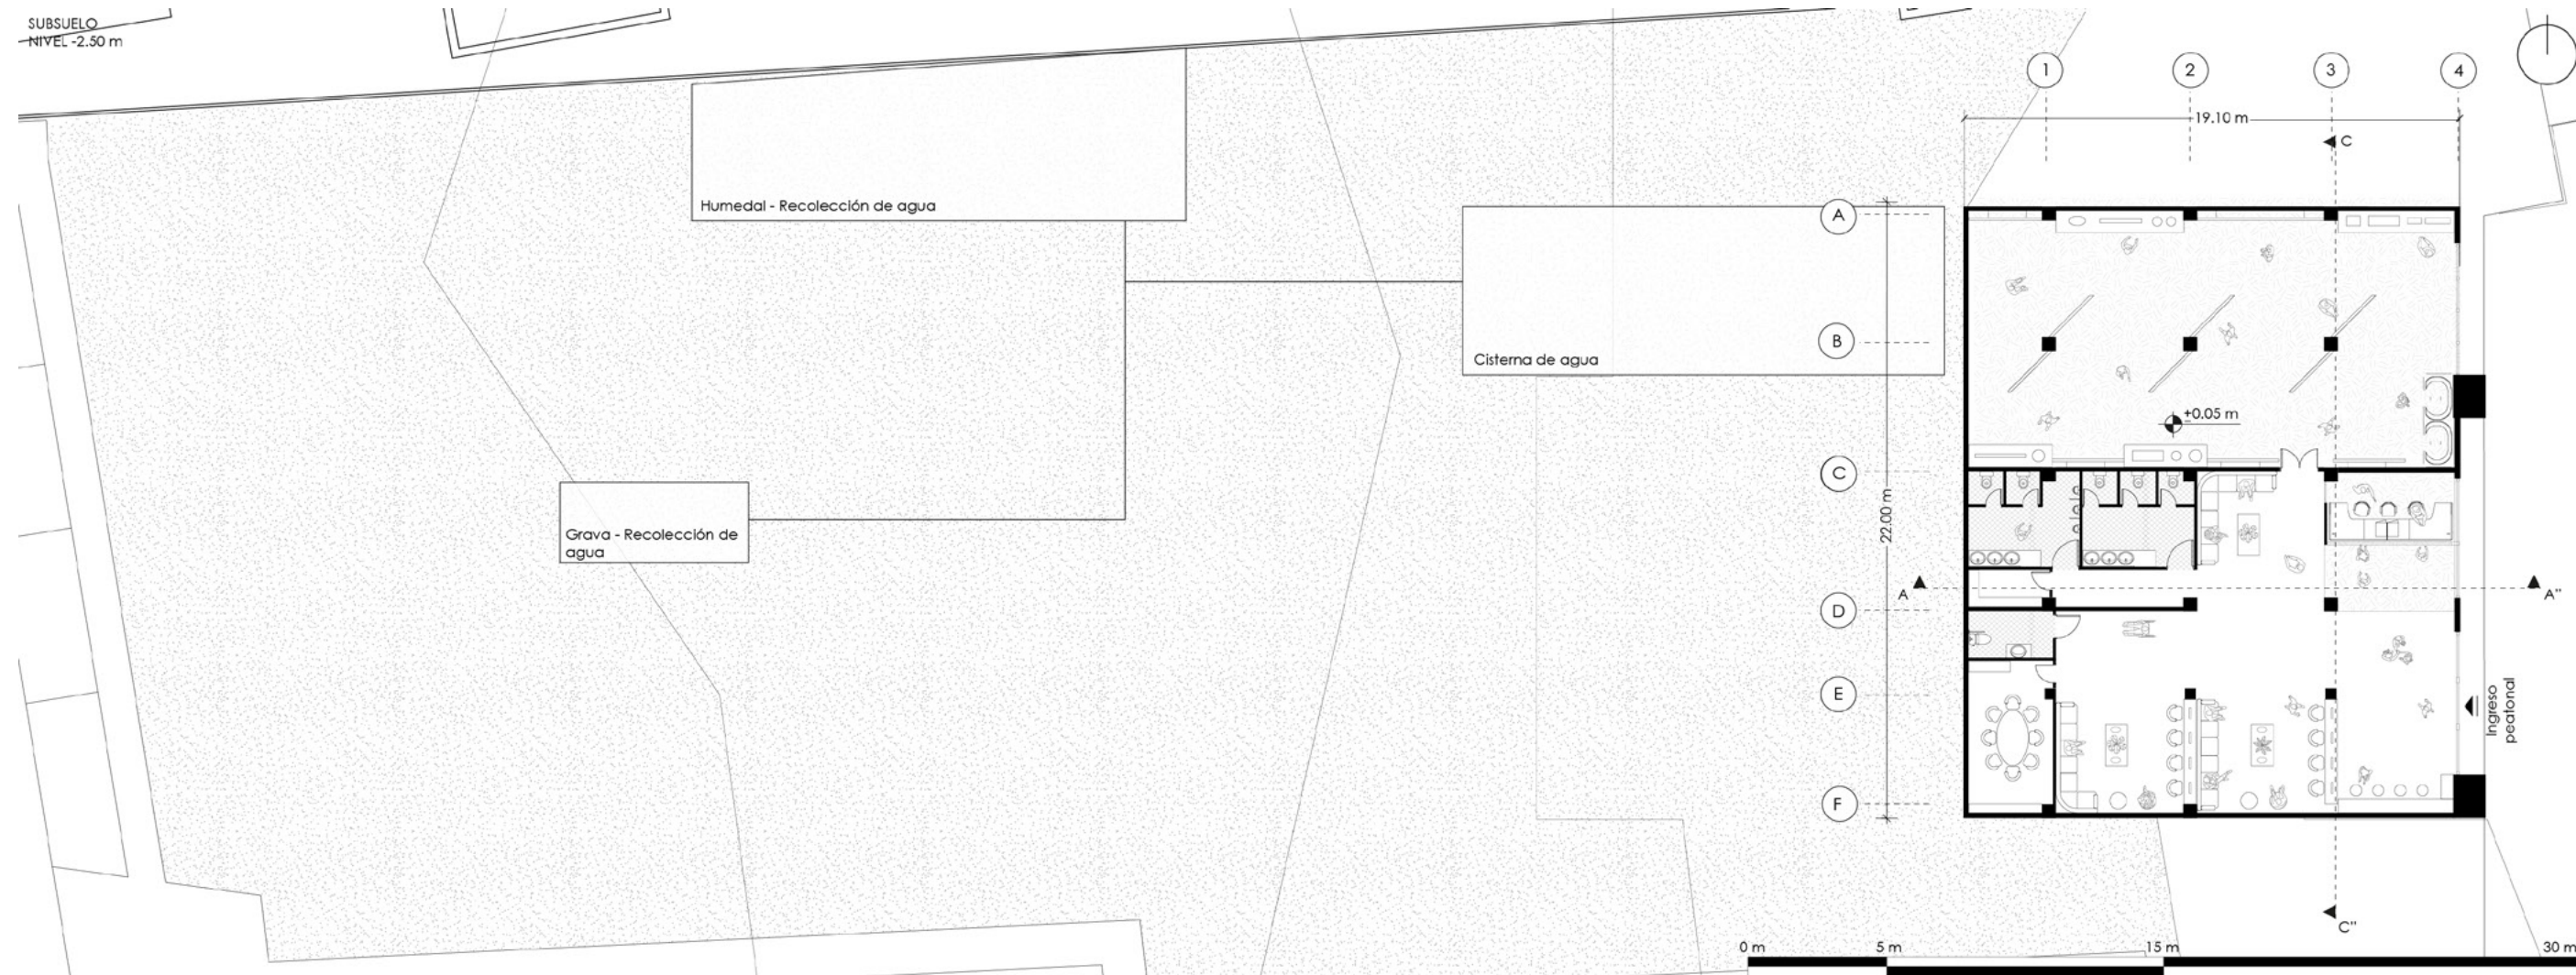 SUBSUELO
NIVEL -2.50 m
1
2
3
4
19.10 m
C
Humedal - Recolección de agua
A
B
Cisterna de agua
+0.05 m
C
22.00 m
Grava - Recolección de
agua
A
A''
D
E
Ingreso
peatonal
F
C''
0 m
5 m
15 m
30 m